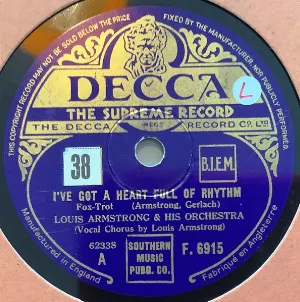 THIS COPYRIGHT RECORD MAY NOT BE SOLD BELOW THE PRICE
FIXED BY THE MANUFACTURER NOR PUBLICLY PERFORMED.
DECCA
L
THE SUPREME RECORD
THE DECCA REGD RECORD CO. LTD
38
B.I.E.M.
I'VE GOT A HEART FULL OF RHYTHM
Fox-Trot (Armstrong, Gerlach)
LOUIS ARMSTRONG & HIS ORCHESTRA
(Vocal Chorus by Louis Armstrong)
62338
A
SOUTHERN
MUSIC
PUBG. CO.
F. 6915
Manufactured in England
Fabriqué en Angleterre